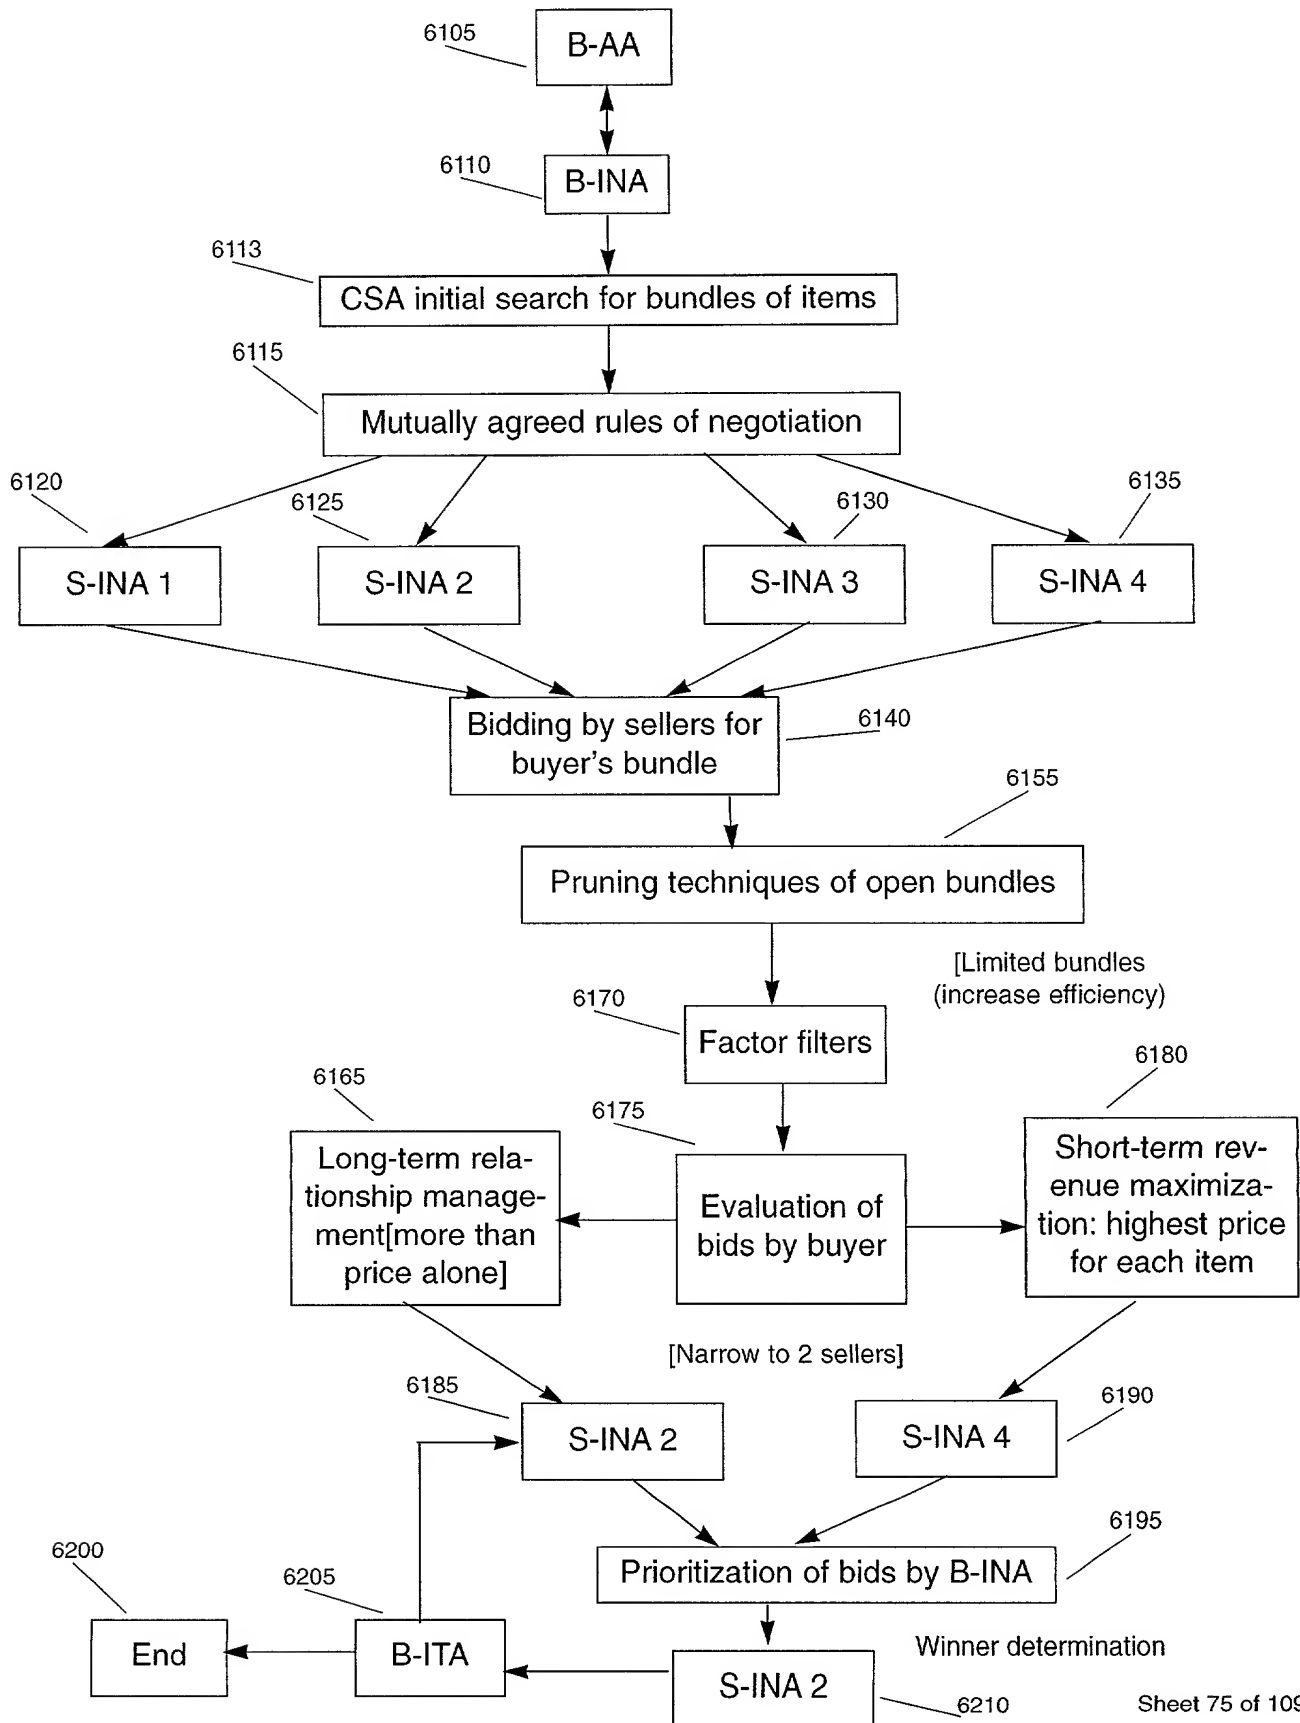 6105
B-AA
6110
B-INA
6113
CSA initial search for bundles of items
6115
Mutually agreed rules of negotiation
6120
6125
6130
6135
S-INA 1
S-INA 2
S-INA 3
S-INA 4
Bidding by sellers for
buyer's bundle
6140
6155
Pruning techniques of open bundles
[Limited bundles
(increase efficiency)
6170
Factor filters
6165
6175
6180
Long-term rela-
tionship manage-
ment[more than
price alone]
Evaluation of
bids by buyer
Short-term rev-
enue maximiza-
tion: highest price
for each item
[Narrow to 2 sellers]
6185
S-INA 2
S-INA 4
6190
6195
Prioritization of bids by B-INA
6200
6205
End
B-ITA
Winner determination
S-INA 2
6210
Sheet 75 of 109